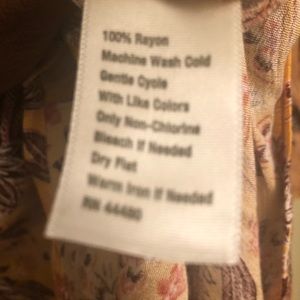 100% Rayon
Machine Wash Cold
Gentle Cycle
With Like Colors
Only Non-Chlorine
Bleach If Needed
Dry Flat
Warm Iron If Needed
RN 44480